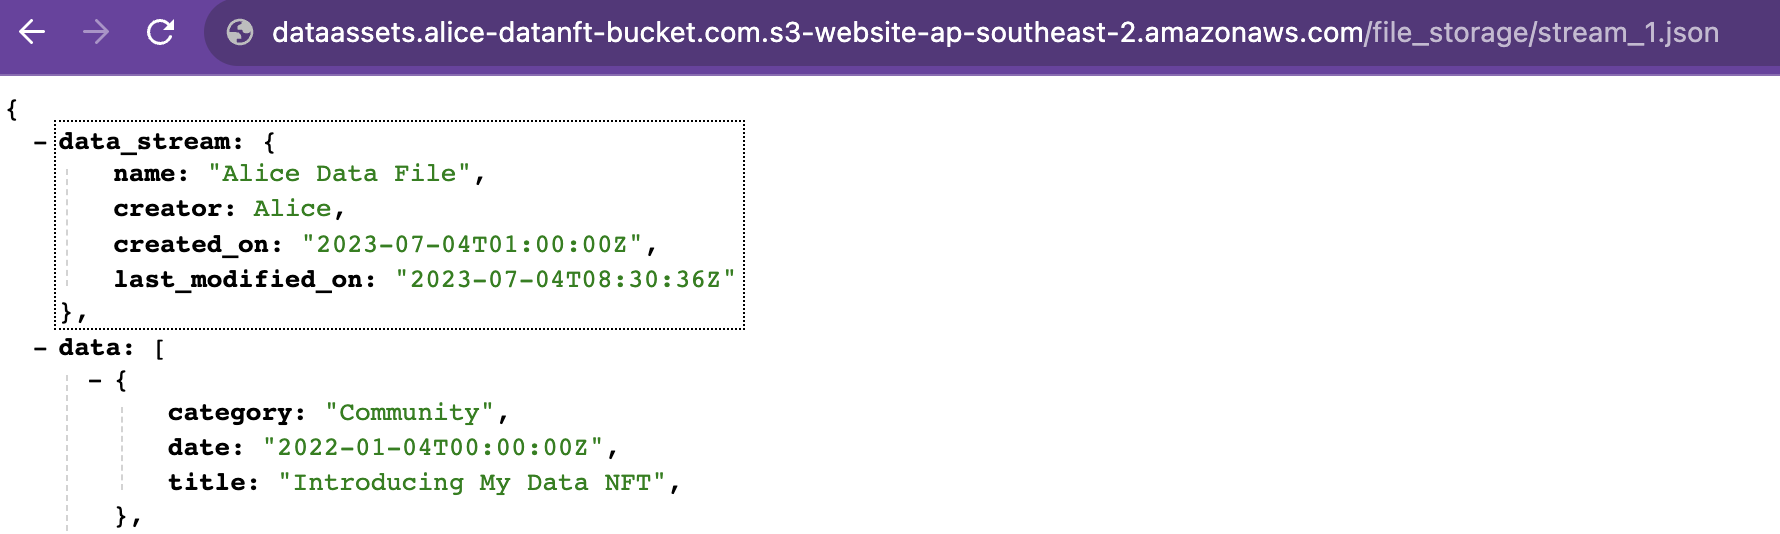 dataassets.alice-datanft-bucket.com.s3-website-ap-southeast-2.amazonaws.com/file_storage/stream_1.json
{
- data_stream: {
name: "Alice Data File",
creator: Alice,
created_on: "2023-07-04T01:00:00Z",
last_modified_on: "2023-07-04T08:30:36Z"
},
- data: [
- {
category: "Community",
date: "2022-01-04T00:00:00Z",
title: "Introducing My Data NFT",
},